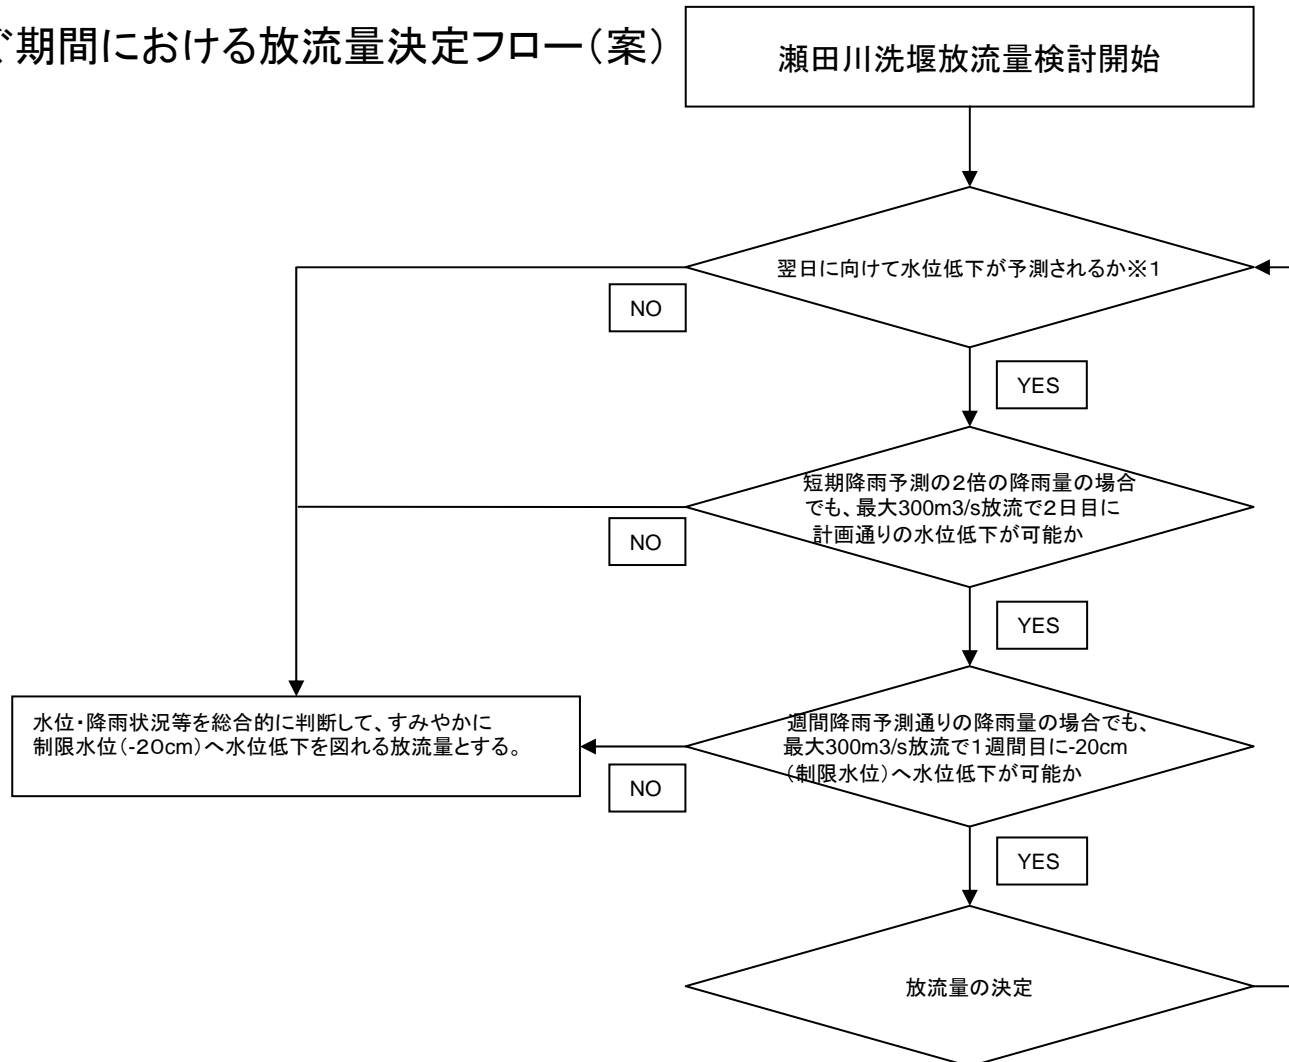 期間における放流量決定フロー(案)
瀬田川洗堰放流量検討開始
翌日に向けて水位低下が予測されるか※1
NO
YES
短期降雨予測の2倍の降雨量の場合
でも、最大300m3/s放流で2日目に
計画通りの水位低下が可能か
NO
YES
週間降雨予測通りの降雨量の場合でも、
最大300m3/s放流で1週間目に-20cm
(制限水位)へ水位低下が可能か
水位・降雨状況等を総合的に判断して、すみやかに
制限水位(-20cm)へ水位低下を図れる放流量とする。
NO
YES
放流量の決定